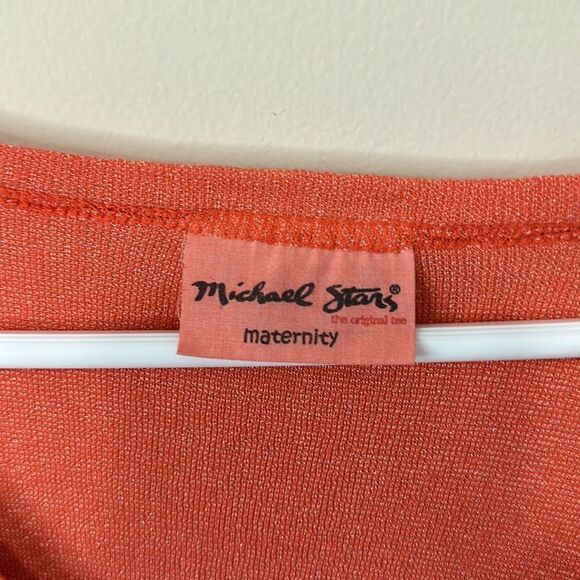 Michael Stars®
the original tee
maternity